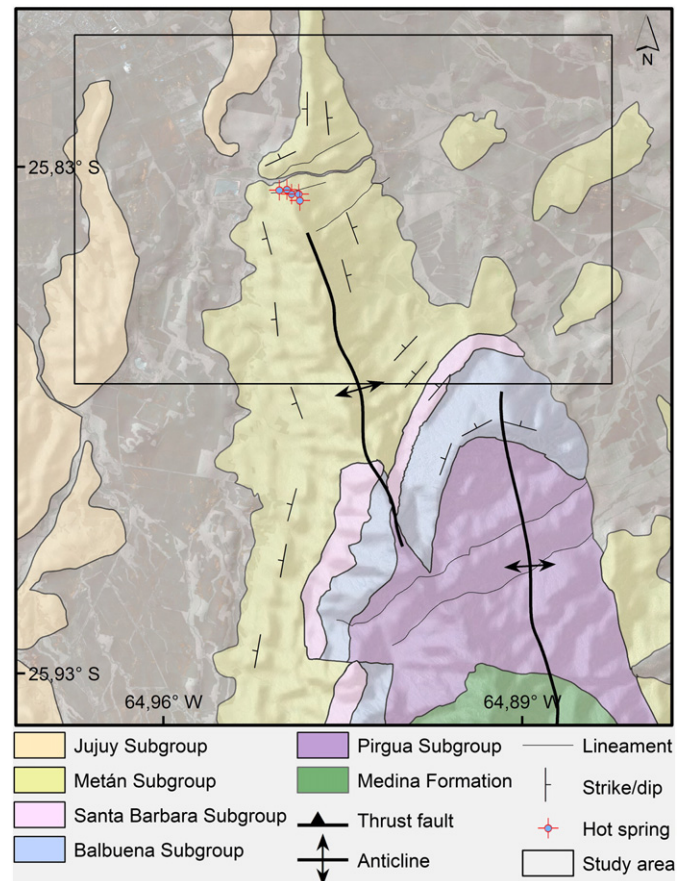 N
25,83° S
25,93° S
64,96° W
64,89° W
Jujuy Subgroup
Metán Subgroup
Santa Barbara Subgroup
Balbuena Subgroup
Pirgua Subgroup
Medina Formation
Thrust fault
Anticline
Lineament
Strike/dip
Hot spring
Study area